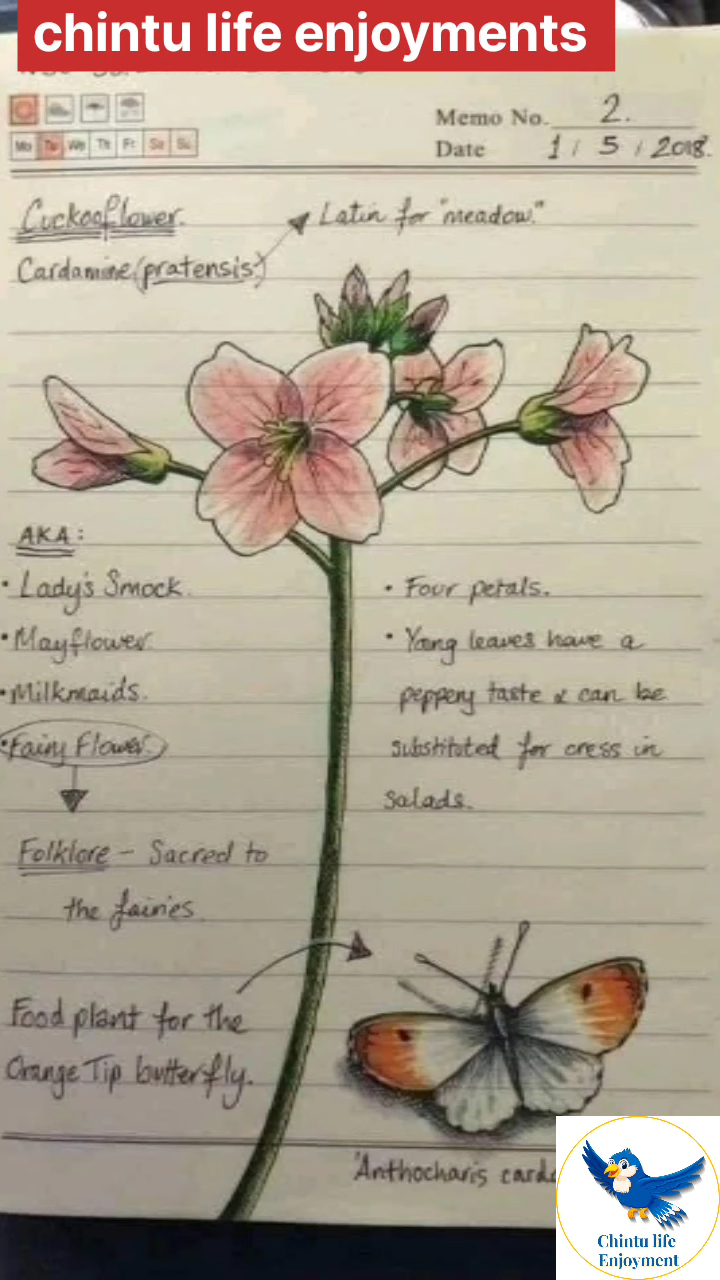 chintu life enjoyments
Memo No. 2.
Mo Tu We Th Fr Sa Su
Date 1 / 5 / 2018.
Cuckooflower.
Latin for "meadow."
Cardamine (pratensis)
AKA:
• Lady's Smock.
• Mayflower.
• Milkmaids.
• Fairy Flower.
• Four petals.
• Young leaves have a
peppery taste & can be
substituted for cress in
salads.
Folklore - Sacred to
the fairies
Food plant for the
Orange Tip butterfly.
'Anthocharis
Chintu life
Enjoyment